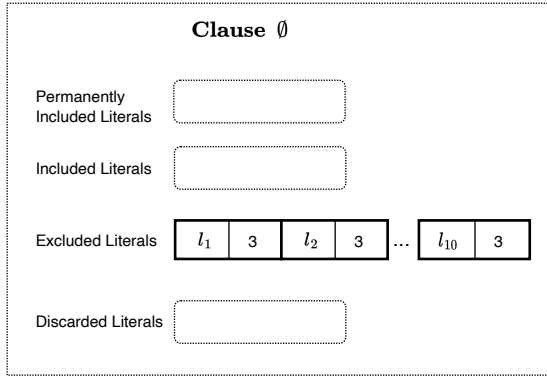 Clause ∅
Permanently
Included Literals
Included Literals
Excluded Literals l₁ 3 l₂ 3 ... l₁₀ 3
Discarded Literals